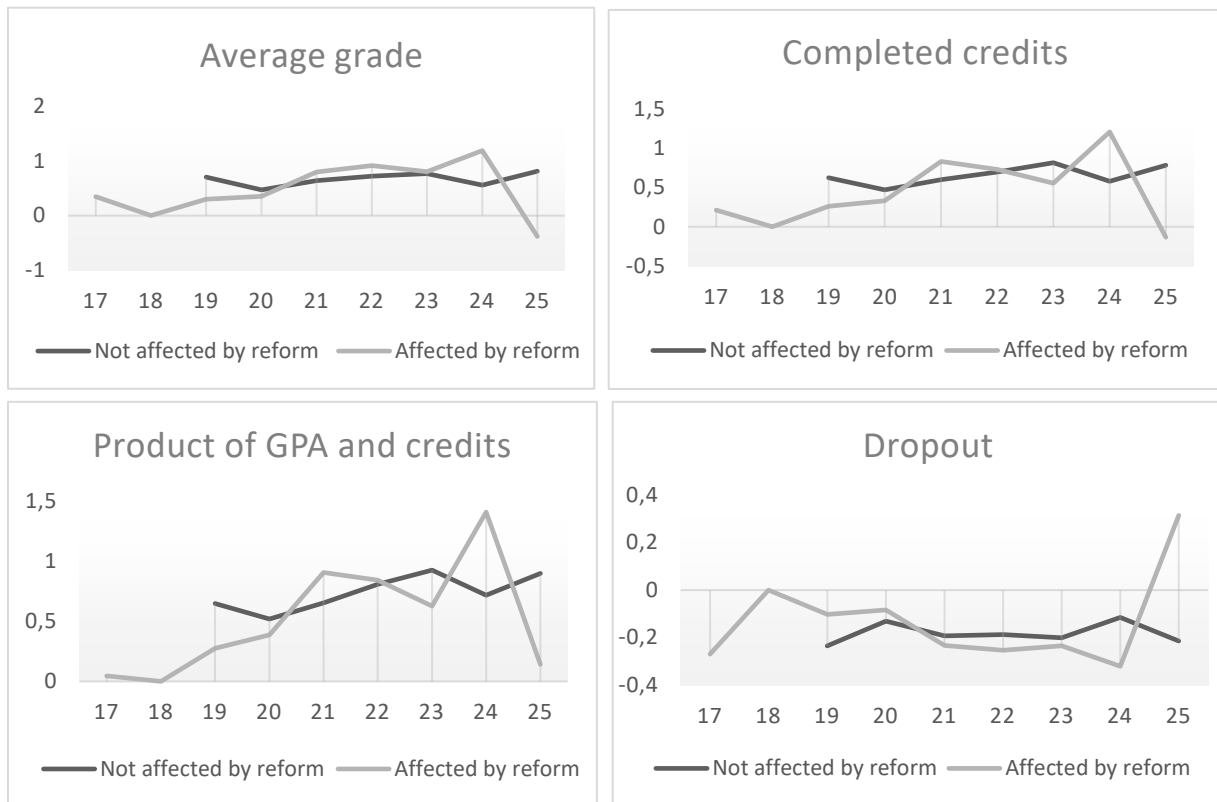 Average grade
2
1
0
-1
17 18 19 20 21 22 23 24 25
Not affected by reform Affected by reform
Completed credits
1,5
1
0,5
0
-0,5
17 18 19 20 21 22 23 24 25
Not affected by reform Affected by reform
Product of GPA and credits
1,5
1
0,5
0
17 18 19 20 21 22 23 24 25
Not affected by reform Affected by reform
Dropout
0,4
0,2
0
-0,2
-0,4
17 18 19 20 21 22 23 24 25
Not affected by reform Affected by reform